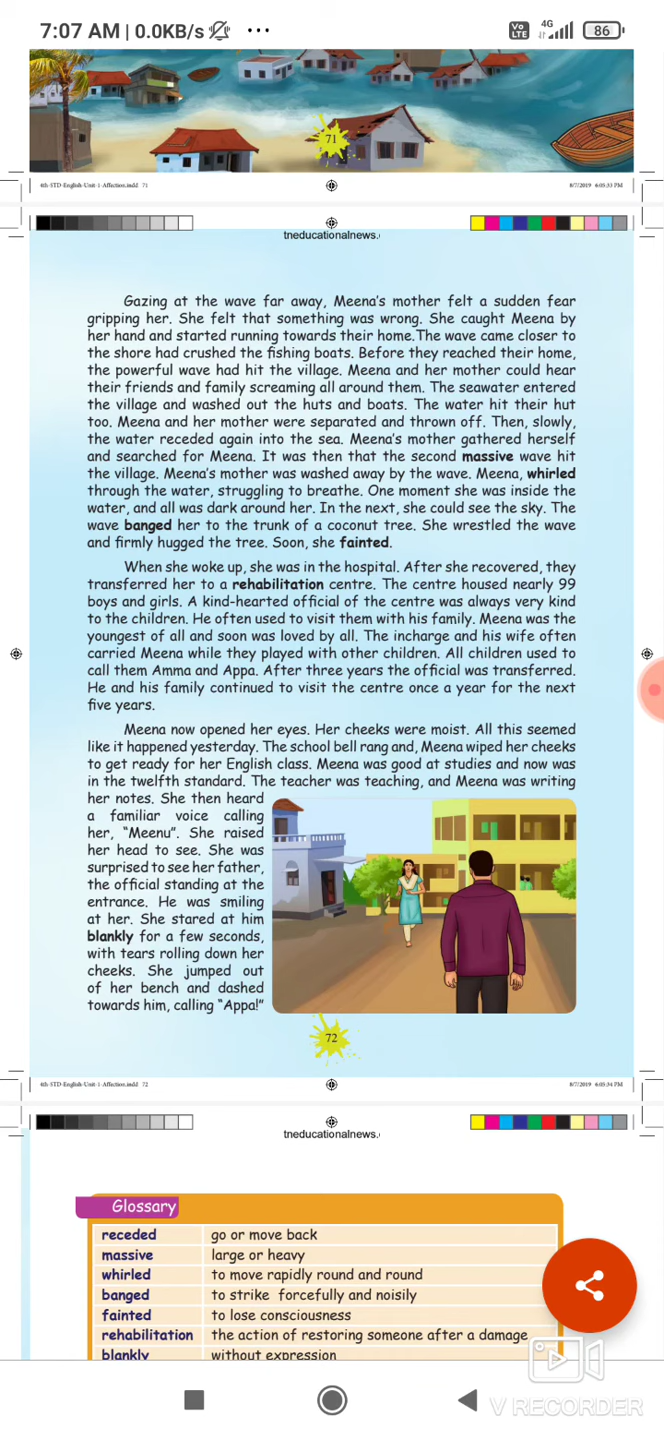 7:07 AM | 0.0KB/s
Vo LTE 4G 86
71
6th-STD-English-Unit-1-Affection.indd 71 8/7/2019 6:05:33 PM
tneducationalnews.
Gazing at the wave far away, Meena's mother felt a sudden fear
gripping her. She felt that something was wrong. She caught Meena by
her hand and started running towards their home.The wave came closer to
the shore had crushed the fishing boats. Before they reached their home,
the powerful wave had hit the village. Meena and her mother could hear
their friends and family screaming all around them. The seawater entered
the village and washed out the huts and boats. The water hit their hut
too. Meena and her mother were separated and thrown off. Then, slowly,
the water receded again into the sea. Meena's mother gathered herself
and searched for Meena. It was then that the second massive wave hit
the village. Meena's mother was washed away by the wave. Meena, whirled
through the water, struggling to breathe. One moment she was inside the
water, and all was dark around her. In the next, she could see the sky. The
wave banged her to the trunk of a coconut tree. She wrestled the wave
and firmly hugged the tree. Soon, she fainted.
When she woke up, she was in the hospital. After she recovered, they
transferred her to a rehabilitation centre. The centre housed nearly 99
boys and girls. A kind-hearted official of the centre was always very kind
to the children. He often used to visit them with his family. Meena was the
youngest of all and soon was loved by all. The incharge and his wife often
carried Meena while they played with other children. All children used to
call them Amma and Appa. After three years the official was transferred.
He and his family continued to visit the centre once a year for the next
five years.
Meena now opened her eyes. Her cheeks were moist. All this seemed
like it happened yesterday. The school bell rang and, Meena wiped her cheeks
to get ready for her English class. Meena was good at studies and now was
in the twelfth standard. The teacher was teaching, and Meena was writing
her notes. She then heard
a familiar voice calling
her, "Meenu". She raised
her head to see. She was
surprised to see her father,
the official standing at the
entrance. He was smiling
at her. She stared at him
blankly for a few seconds,
with tears rolling down her
cheeks. She jumped out
of her bench and dashed
towards him, calling "Appa!"
72
6th-STD-English-Unit-1-Affection.indd 72 8/7/2019 6:05:34 PM
tneducationalnews.
Glossary
receded go or move back
massive large or heavy
whirled to move rapidly round and round
banged to strike forcefully and noisily
fainted to lose consciousness
rehabilitation the action of restoring someone after a damage
blankly without expression
V RECORDER